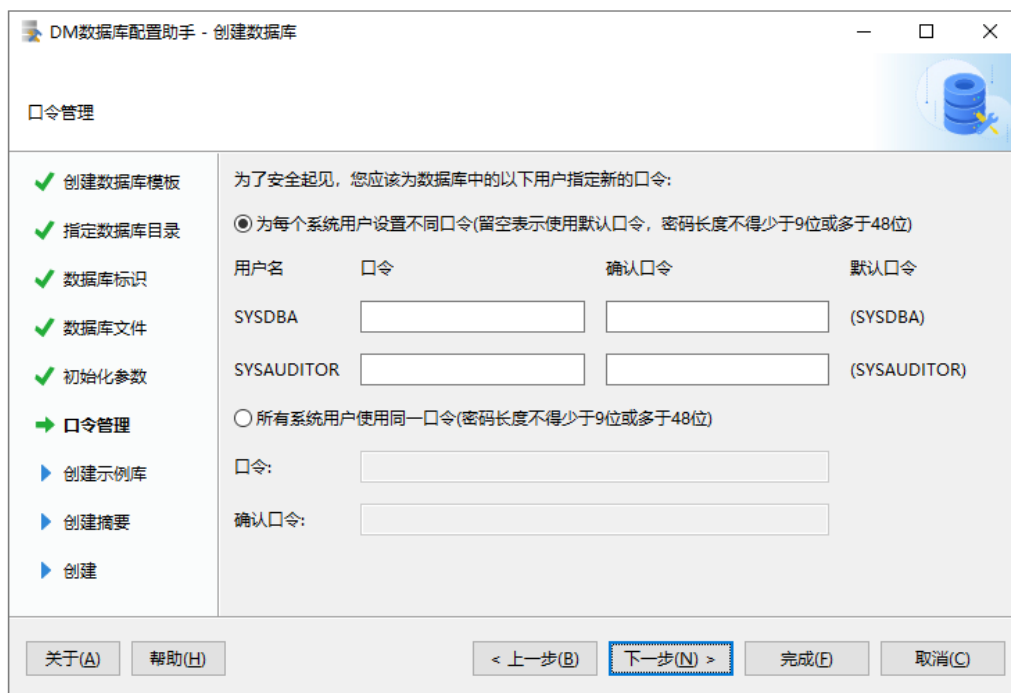 DM数据库配置助手 - 创建数据库
口令管理
创建数据库模板
指定数据库目录
数据库标识
数据库文件
初始化参数
口令管理
创建示例库
创建摘要
创建
为了安全起见，您应该为数据库中的以下用户指定新的口令:
为每个系统用户设置不同口令(留空表示使用默认口令，密码长度不得少于9位或多于48位)
用户名 口令 确认口令 默认口令
SYSDBA (SYSDBA)
SYSAUDITOR (SYSAUDITOR)
所有系统用户使用同一口令(密码长度不得少于9位或多于48位)
口令:
确认口令:
关于(A) 帮助(H) < 上一步(B) 下一步(N) > 完成(F) 取消(C)